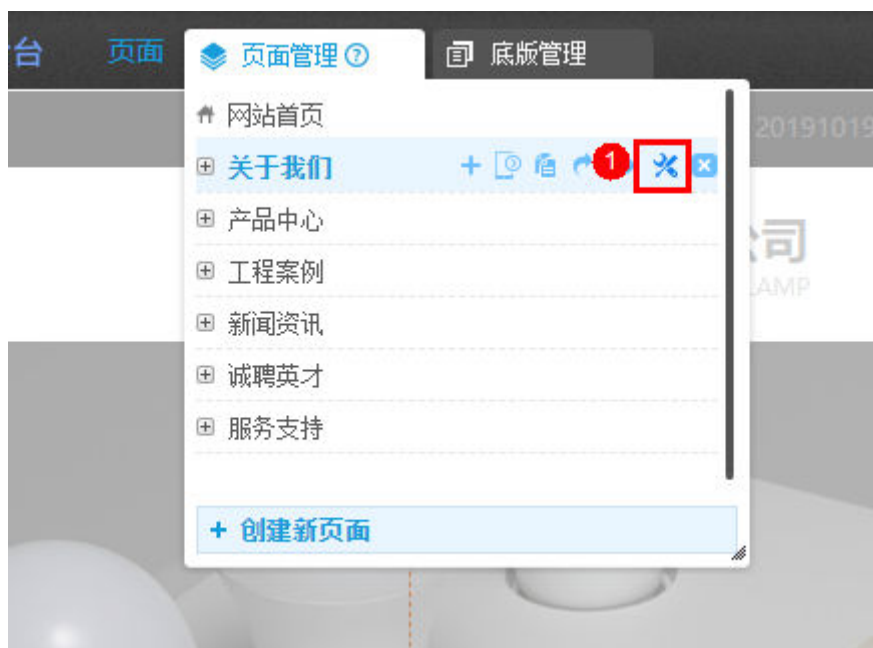 台 页面 页面管理 ? 底版管理
网站首页
20191019
关于我们 1
产品中心
司
工程案例
LAMP
新闻资讯
诚聘英才
服务支持
+ 创建新页面